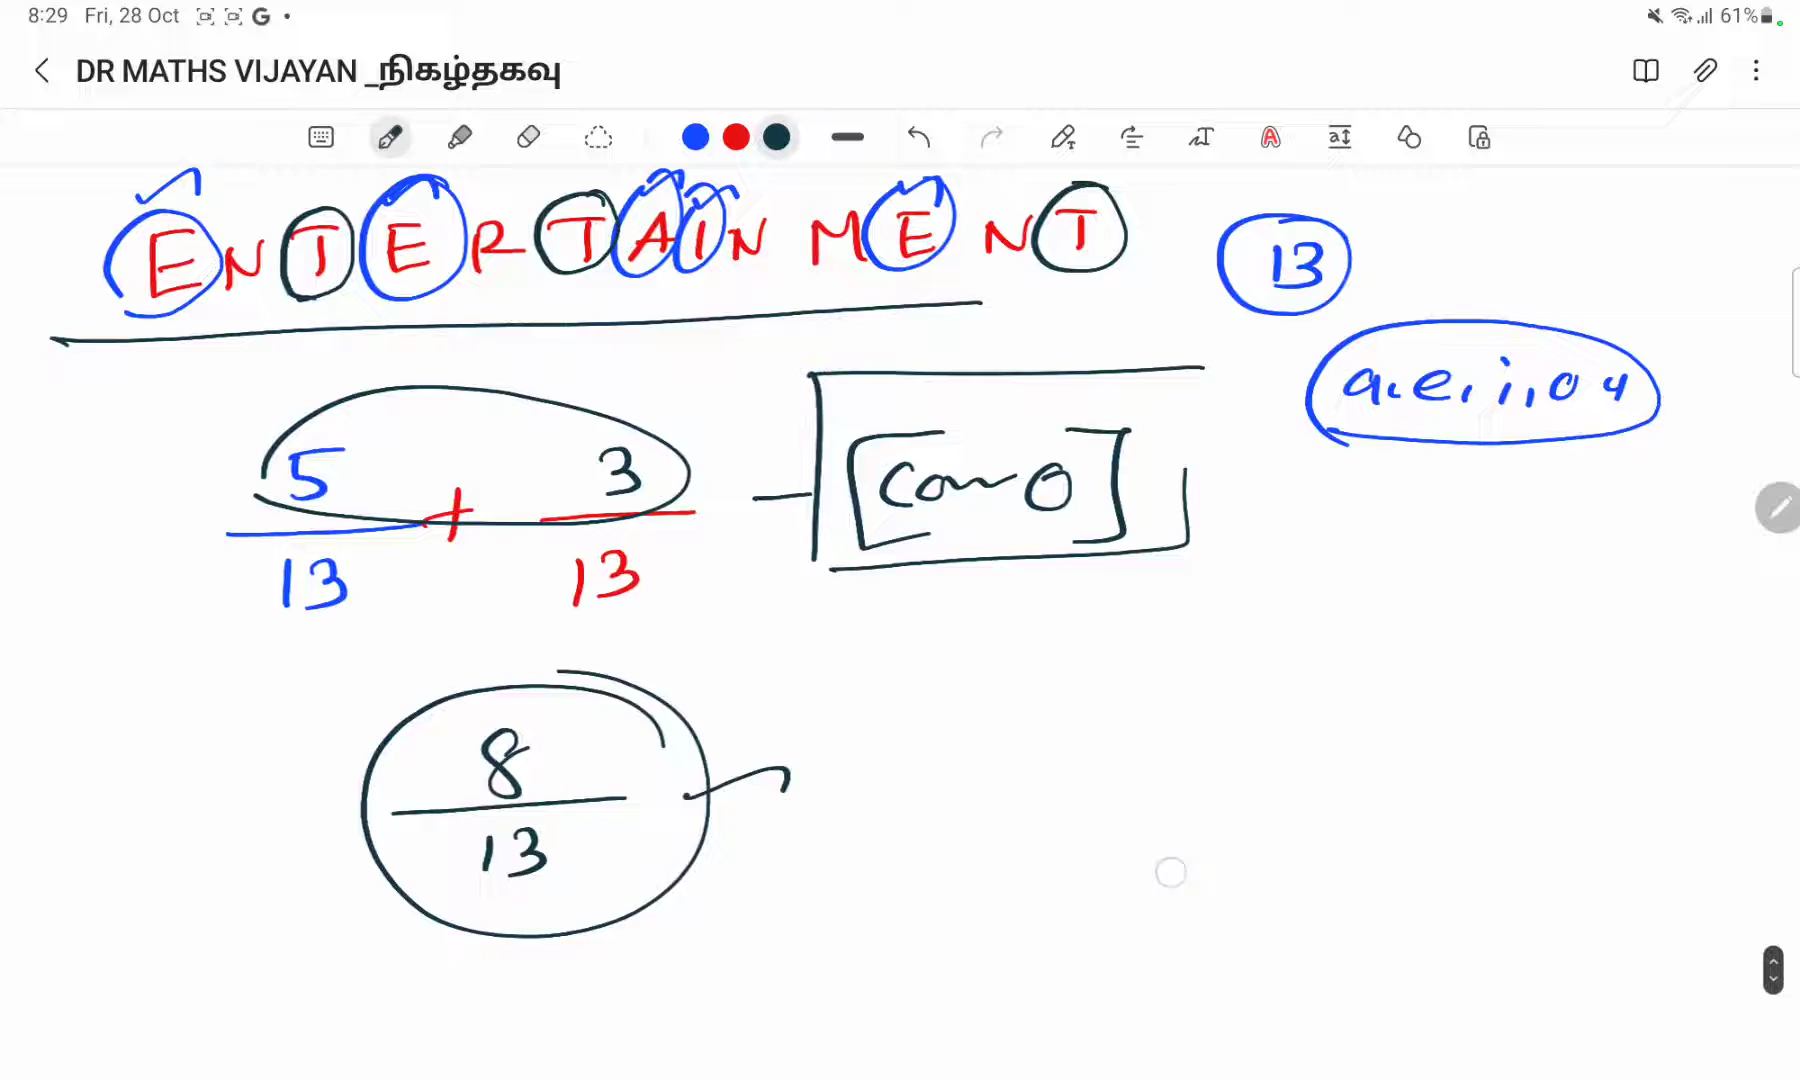 8:29 Fri, 28 Oct G 61%
DR MATHS VIJAYAN _நிகழ்தகவு
ENTERTAINMENT 13
a, e, i, o u
5/13 + 3/13 - [Com 0]
8/13